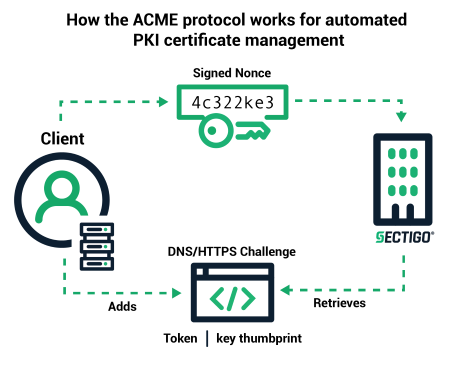 How the ACME protocol works for automated
PKI certificate management
Signed Nonce
4c322ke3
Client
SECTIGO®
DNS/HTTPS Challenge
</>
Adds
Retrieves
Token | key thumbprint